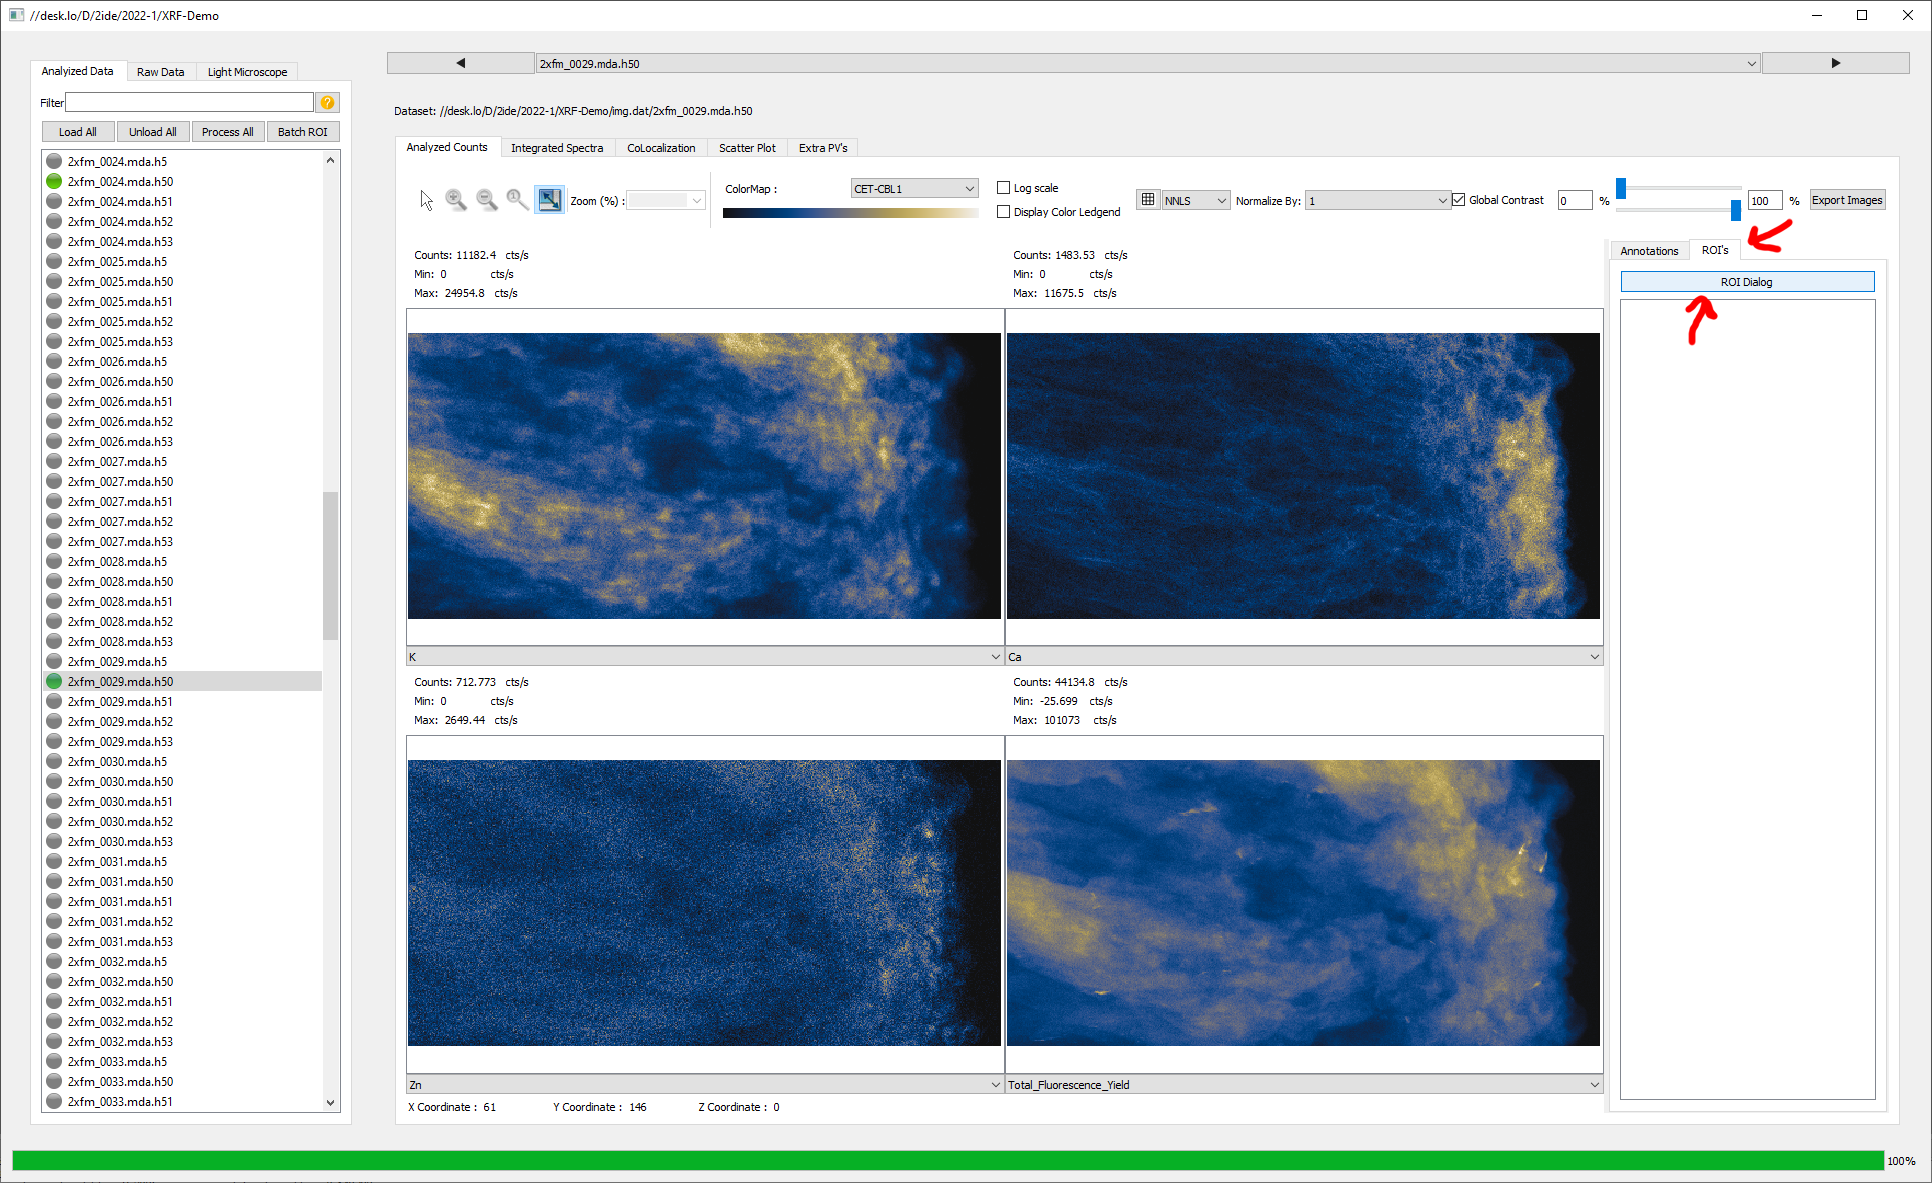 //desk.lo/D/2ide/2022-1/XRF-Demo
Analyized Data Raw Data Light Microscope
Filter
Load All Unload All Process All Batch ROI
2xfm_0024.mda.h5
2xfm_0024.mda.h50
2xfm_0024.mda.h51
2xfm_0024.mda.h52
2xfm_0024.mda.h53
2xfm_0025.mda.h5
2xfm_0025.mda.h50
2xfm_0025.mda.h51
2xfm_0025.mda.h52
2xfm_0025.mda.h53
2xfm_0026.mda.h5
2xfm_0026.mda.h50
2xfm_0026.mda.h51
2xfm_0026.mda.h52
2xfm_0026.mda.h53
2xfm_0027.mda.h5
2xfm_0027.mda.h50
2xfm_0027.mda.h51
2xfm_0027.mda.h52
2xfm_0027.mda.h53
2xfm_0028.mda.h5
2xfm_0028.mda.h50
2xfm_0028.mda.h51
2xfm_0028.mda.h52
2xfm_0028.mda.h53
2xfm_0029.mda.h5
2xfm_0029.mda.h50
2xfm_0029.mda.h51
2xfm_0029.mda.h52
2xfm_0029.mda.h53
2xfm_0030.mda.h5
2xfm_0030.mda.h50
2xfm_0030.mda.h51
2xfm_0030.mda.h52
2xfm_0030.mda.h53
2xfm_0031.mda.h5
2xfm_0031.mda.h50
2xfm_0031.mda.h51
2xfm_0031.mda.h52
2xfm_0031.mda.h53
2xfm_0032.mda.h5
2xfm_0032.mda.h50
2xfm_0032.mda.h51
2xfm_0032.mda.h52
2xfm_0032.mda.h53
2xfm_0033.mda.h5
2xfm_0033.mda.h50
2xfm_0033.mda.h51
2xfm_0029.mda.h50
Dataset: //desk.lo/D/2ide/2022-1/XRF-Demo/img.dat/2xfm_0029.mda.h50
Analyzed Counts Integrated Spectra CoLocalization Scatter Plot Extra PV's
Zoom (%) : ColorMap : CET-CBL1 Log scale
Display Color Ledgend
NNLS Normalize By: 1 Global Contrast 0 % 100 % Export Images
Counts: 11182.4 cts/s
Min: 0 cts/s
Max: 24954.8 cts/s
Counts: 1483.53 cts/s
Min: 0 cts/s
Max: 11675.5 cts/s
K
Ca
Counts: 712.773 cts/s
Min: 0 cts/s
Max: 2649.44 cts/s
Counts: 44134.8 cts/s
Min: -25.699 cts/s
Max: 101073 cts/s
Zn
Total_Fluorescence_Yield
X Coordinate : 61 Y Coordinate : 146 Z Coordinate : 0
Annotations ROI's
ROI Dialog
100%